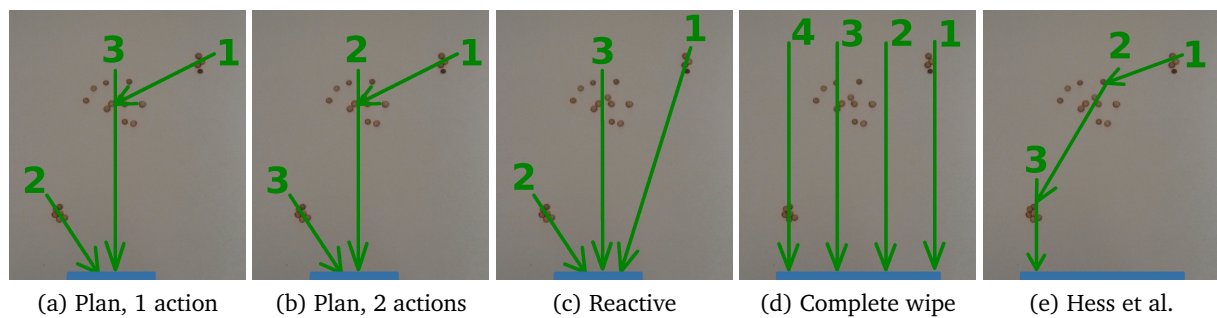 3 1 2
2 1 3
3 1 2
4 3 2 1
2 1 3
(a) Plan, 1 action (b) Plan, 2 actions (c) Reactive (d) Complete wipe (e) Hess et al.